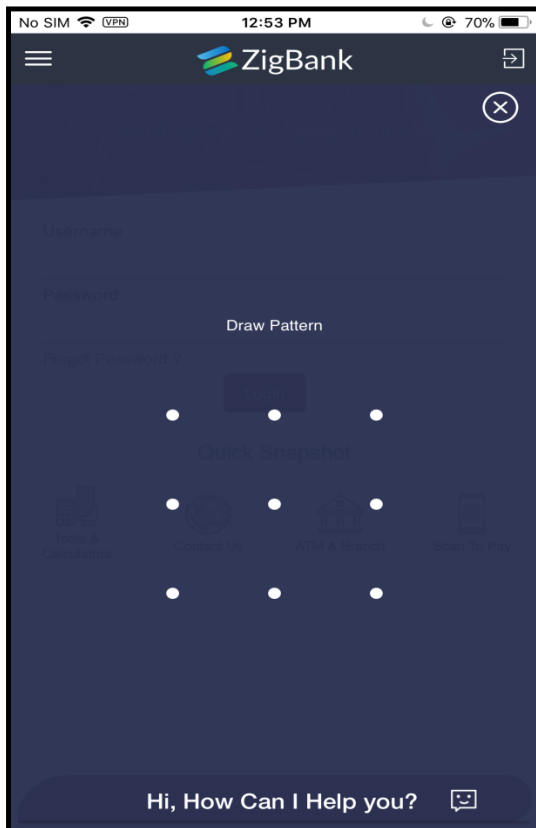 No SIM VPN 12:53 PM 70%
ZigBank
Username
Password
Draw Pattern
Forgot Password ?
Login
Quick Snapshot
Tools &
Calculators Contact Us ATM & Branch Scan To Pay
Hi, How Can I Help you?